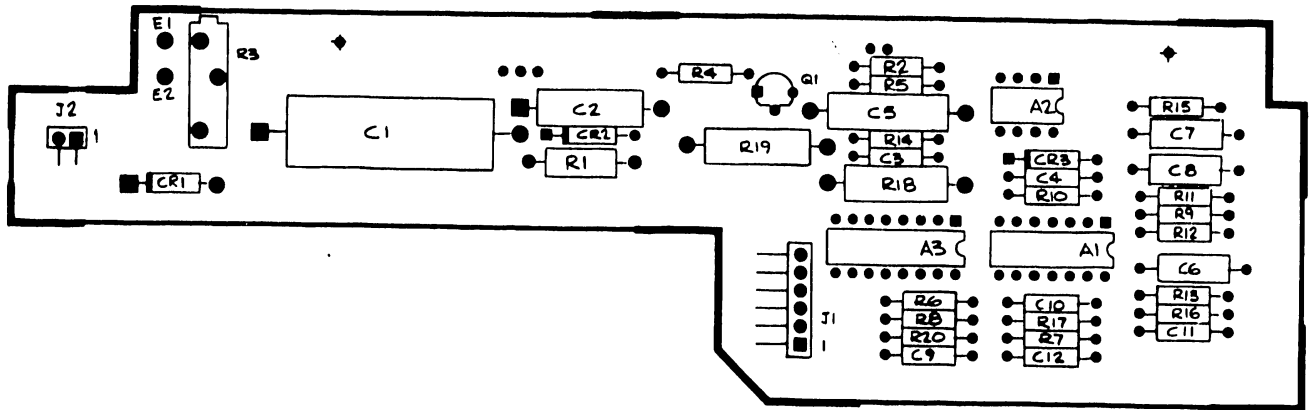 E1
E2
R3
J2
1
CR1
C1
C2
CR2
R1
R4
Q1
R19
R2
R5
C5
R14
C3
R18
A2
CR3
C4
R10
R15
C7
C8
R11
R9
R12
A3
A1
C6
J1
1
R6
R8
R20
C9
C10
R17
R7
C12
R13
R16
C11